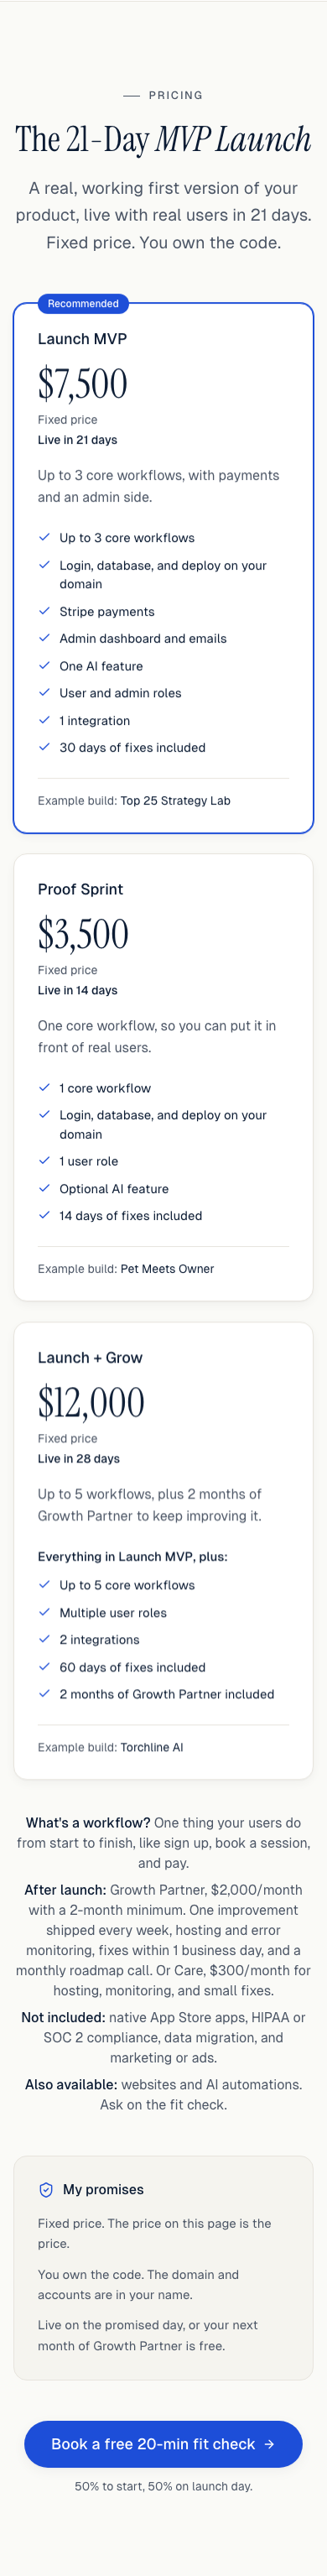 PRICING
The 21-Day MVP Launch
A real, working first version of your
product, live with real users in 21 days.
Fixed price. You own the code.
Recommended
Launch MVP
$7,500
Fixed price
Live in 21 days
Up to 3 core workflows, with payments
and an admin side.
Up to 3 core workflows
Login, database, and deploy on your
domain
Stripe payments
Admin dashboard and emails
One AI feature
User and admin roles
1 integration
30 days of fixes included
Example build: Top 25 Strategy Lab
Proof Sprint
$3,500
Fixed price
Live in 14 days
One core workflow, so you can put it in
front of real users.
1 core workflow
Login, database, and deploy on your
domain
1 user role
Optional AI feature
14 days of fixes included
Example build: Pet Meets Owner
Launch + Grow
$12,000
Fixed price
Live in 28 days
Up to 5 workflows, plus 2 months of
Growth Partner to keep improving it.
Everything in Launch MVP, plus:
Up to 5 core workflows
Multiple user roles
2 integrations
60 days of fixes included
2 months of Growth Partner included
Example build: Torchline AI
What's a workflow? One thing your users do
from start to finish, like sign up, book a session,
and pay.
After launch: Growth Partner, $2,000/month
with a 2-month minimum. One improvement
shipped every week, hosting and error
monitoring, fixes within 1 business day, and a
monthly roadmap call. Or Care, $300/month for
hosting, monitoring, and small fixes.
Not included: native App Store apps, HIPAA or
SOC 2 compliance, data migration, and
marketing or ads.
Also available: websites and AI automations.
Ask on the fit check.
My promises
Fixed price. The price on this page is the
price.
You own the code. The domain and
accounts are in your name.
Live on the promised day, or your next
month of Growth Partner is free.
Book a free 20-min fit check →
50% to start, 50% on launch day.